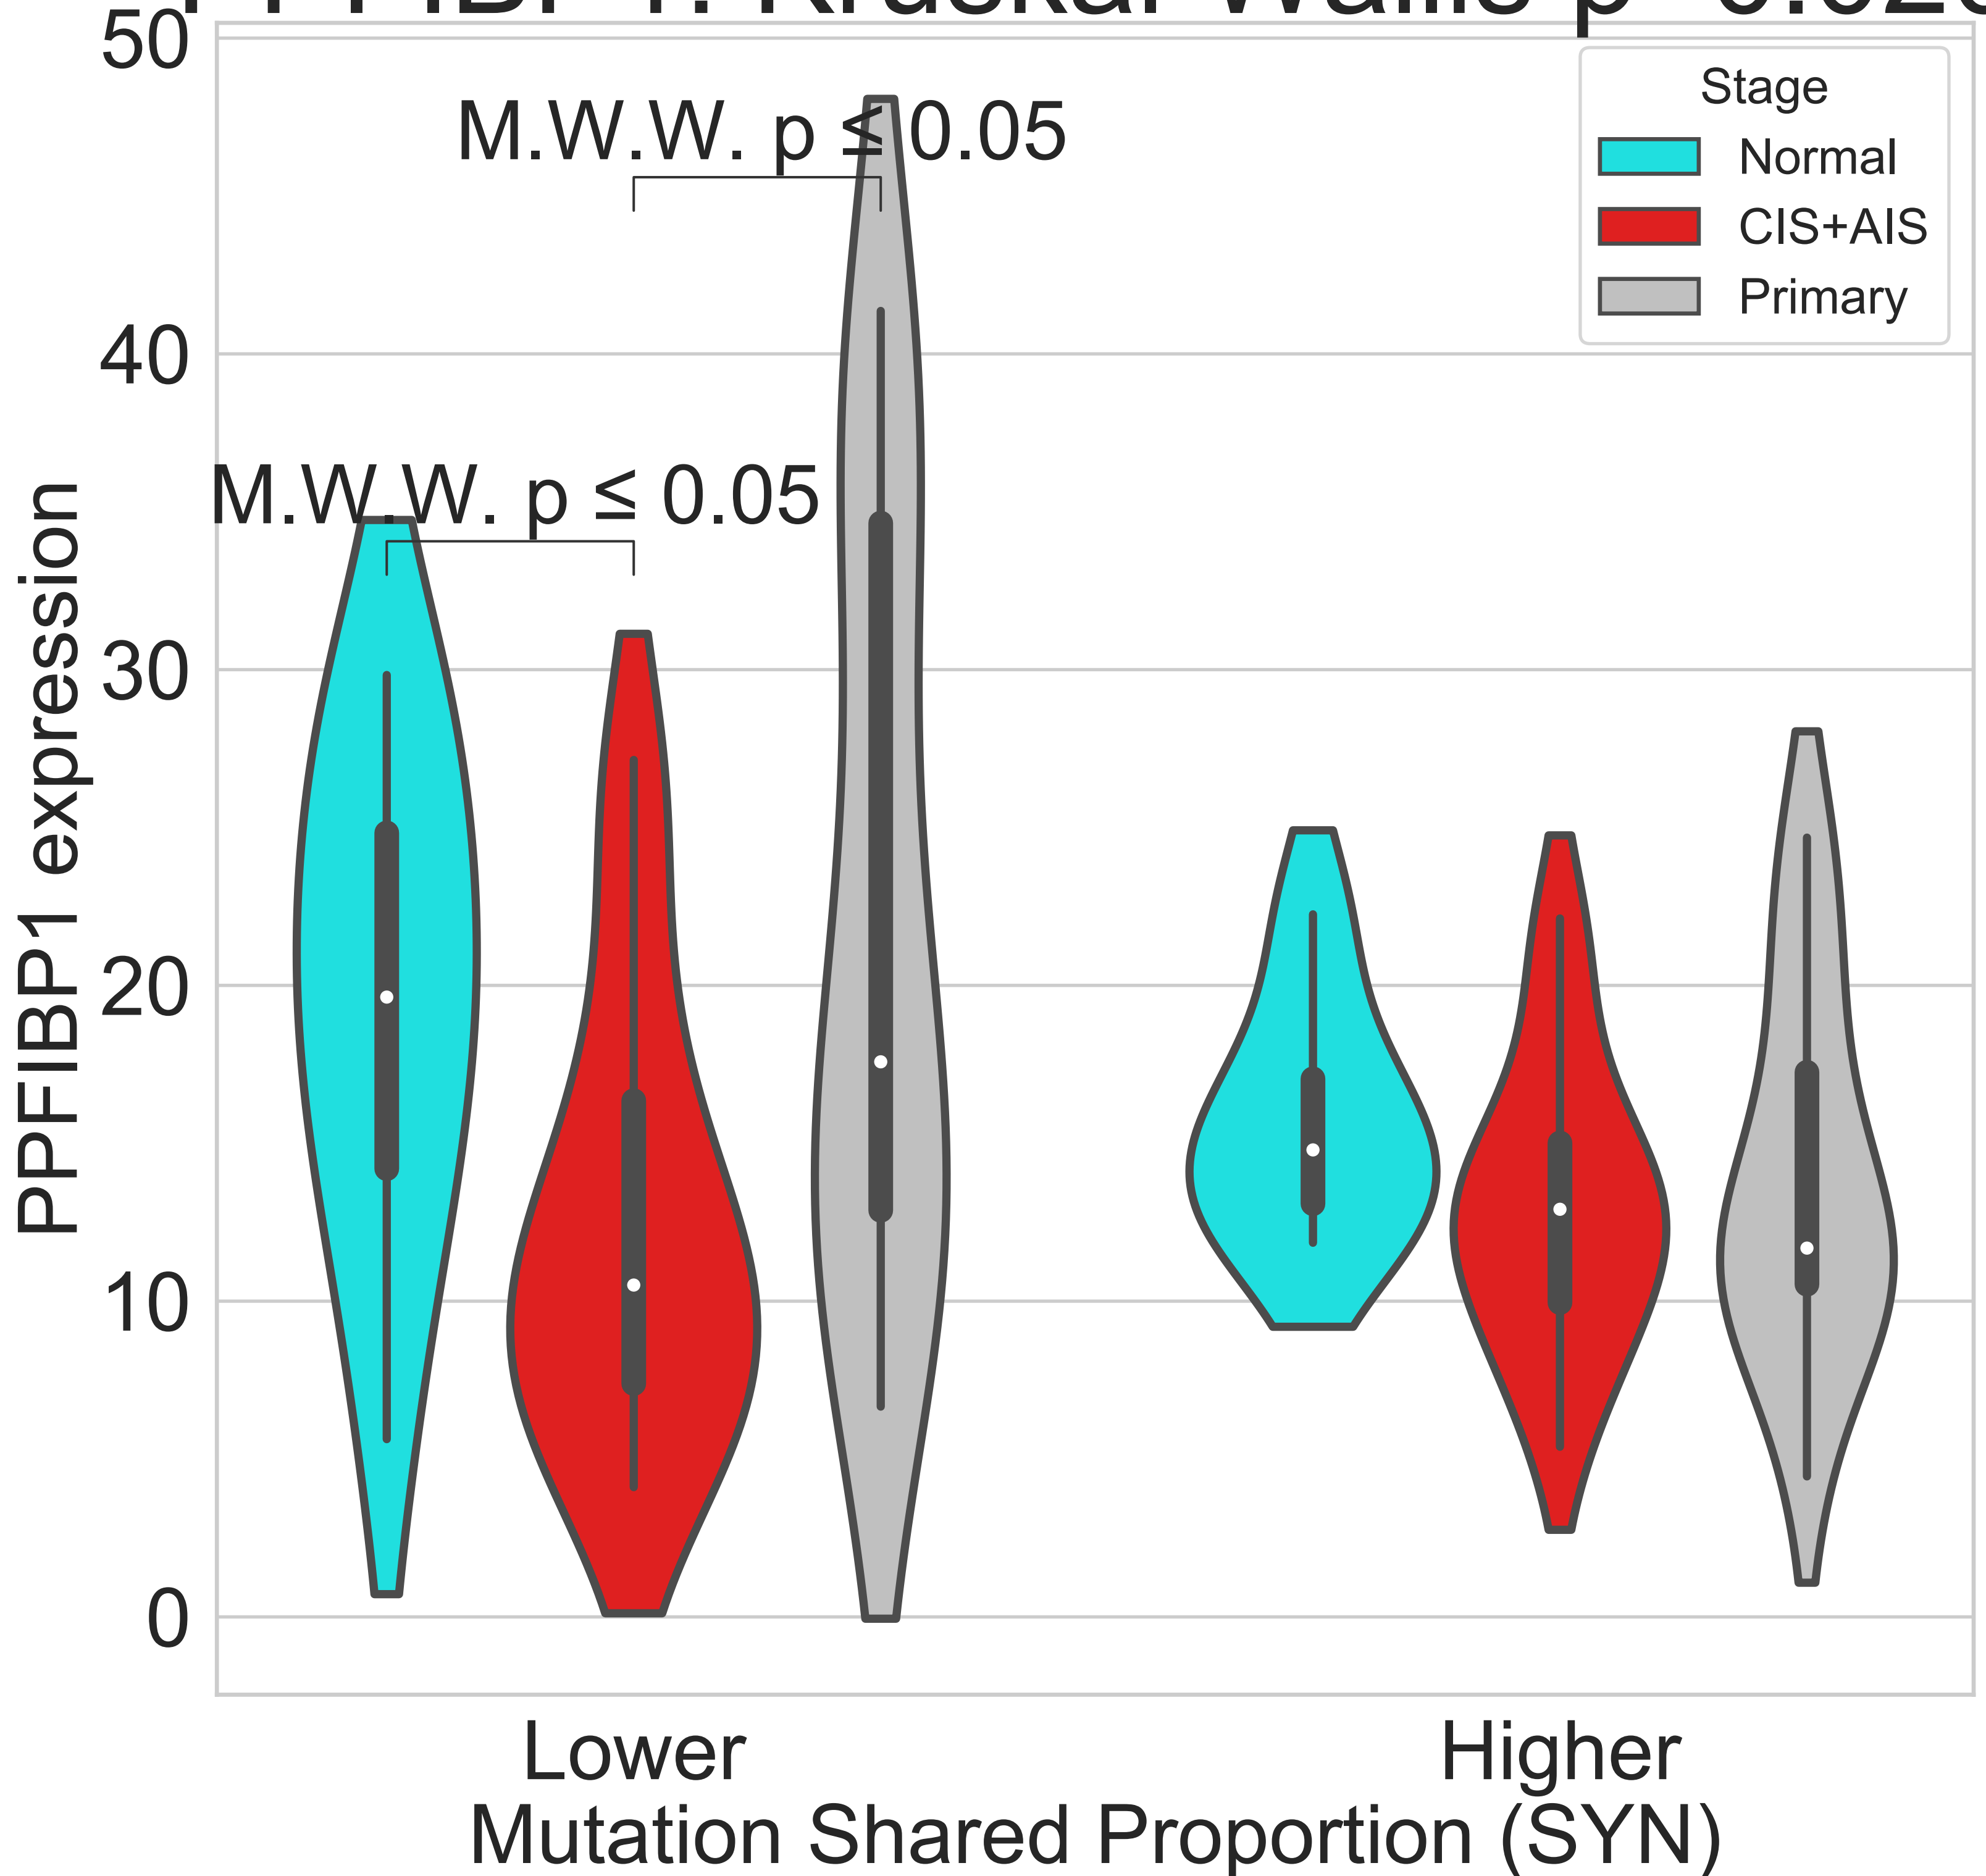 50
Stage
Normal
CIS+AIS
Primary
M.W.W. p ≤ 0.05
40
M.W.W. p ≤ 0.05
30
PPFIBP1 expression
20
10
0
Lower
Higher
Mutation Shared Proportion (SYN)